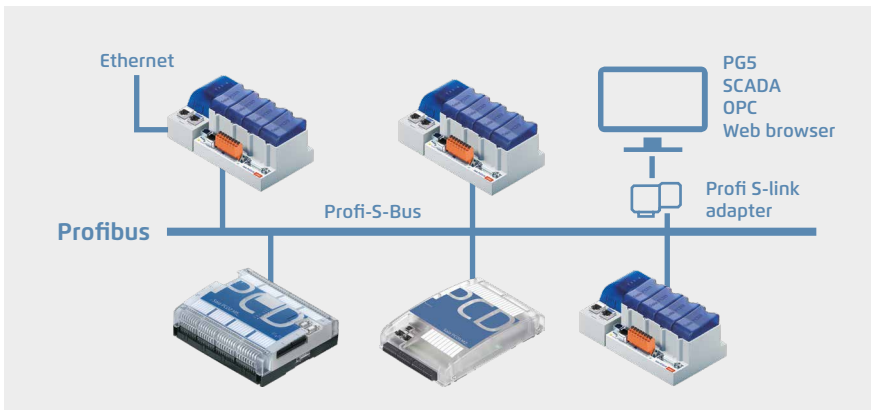 Ethernet
PG5
SCADA
OPC
Web browser
Profi S-link
adapter
Profi-S-Bus
Profibus
PCD
PCD